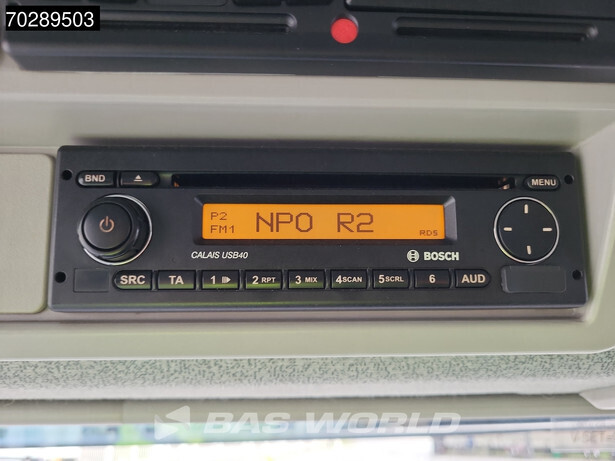 70289503
BND
MENU
P2
FM1
NPO R2
RDS
CALAIS USB40
BOSCH
SRC TA 1 2 RPT 3 MIX 4 SCAN 5 SCRL 6 AUD
BAS WORLD